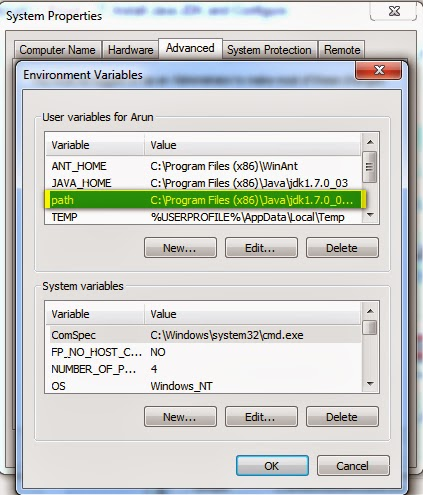 System Properties
Install Java JDK and Configure
Computer Name Hardware Advanced System Protection Remote
Environment Variables
User variables for Arun
Variable Value
ANT_HOME C:\Program Files (x86)\WinAnt
JAVA_HOME C:\Program Files (x86)\Java\jdk1.7.0_03
path C:\Program Files (x86)\Java\jdk1.7.0_0...
TEMP %USERPROFILE%\AppData\Local\Temp
New... Edit... Delete
System variables
Variable Value
ComSpec C:\Windows\system32\cmd.exe
FP_NO_HOST_C... NO
NUMBER_OF_P... 4
OS Windows_NT
New... Edit... Delete
OK Cancel